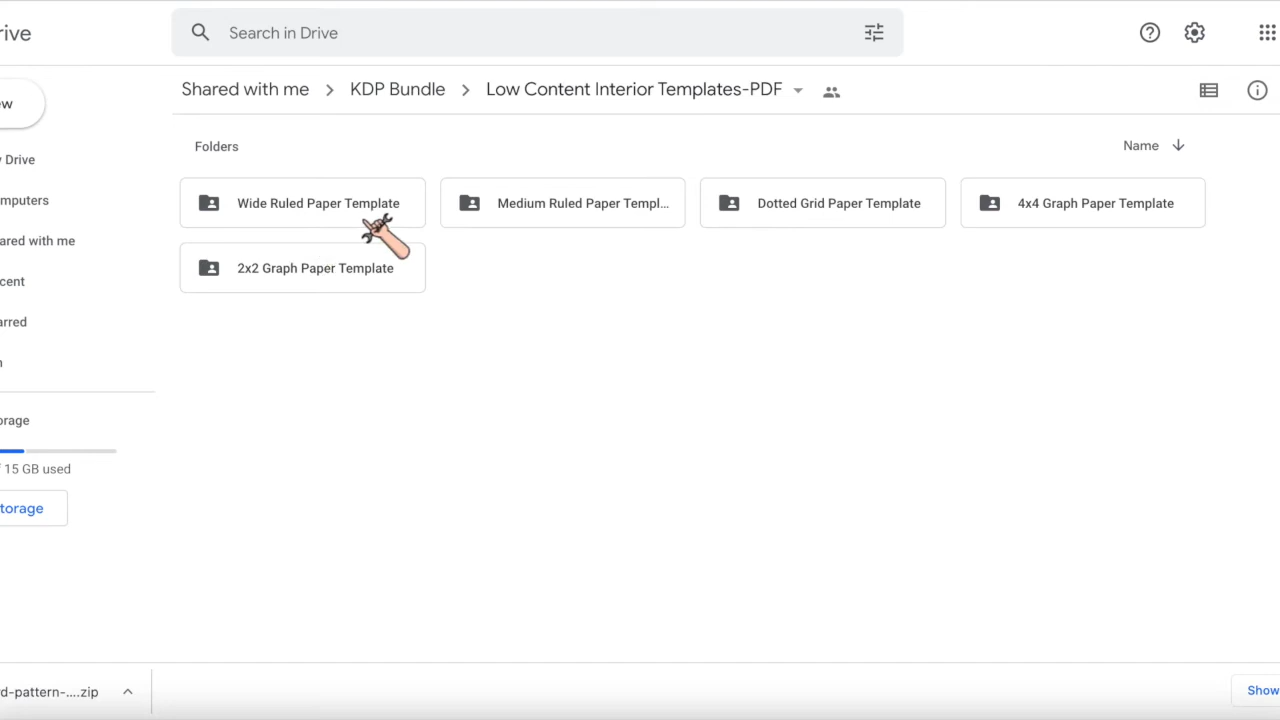 rive
Search in Drive
ew
Shared with me
KDP Bundle
Low Content Interior Templates-PDF
Folders
Name
Wide Ruled Paper Template
Medium Ruled Paper Templ...
Dotted Grid Paper Template
4x4 Graph Paper Template
2x2 Graph Paper Template
y Drive
mputers
ared with me
cent
arred
n
orage
15 GB used
torage
d-pattern-....zip
Show